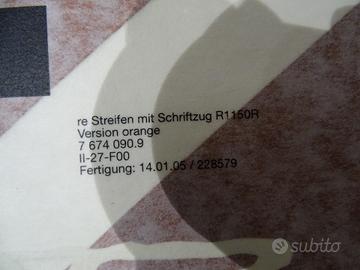 re Streifen mit Schriftzug R1150R
Version orange
7 674 090.9
II-27-F00
Fertigung: 14.01.05 / 228579
subito